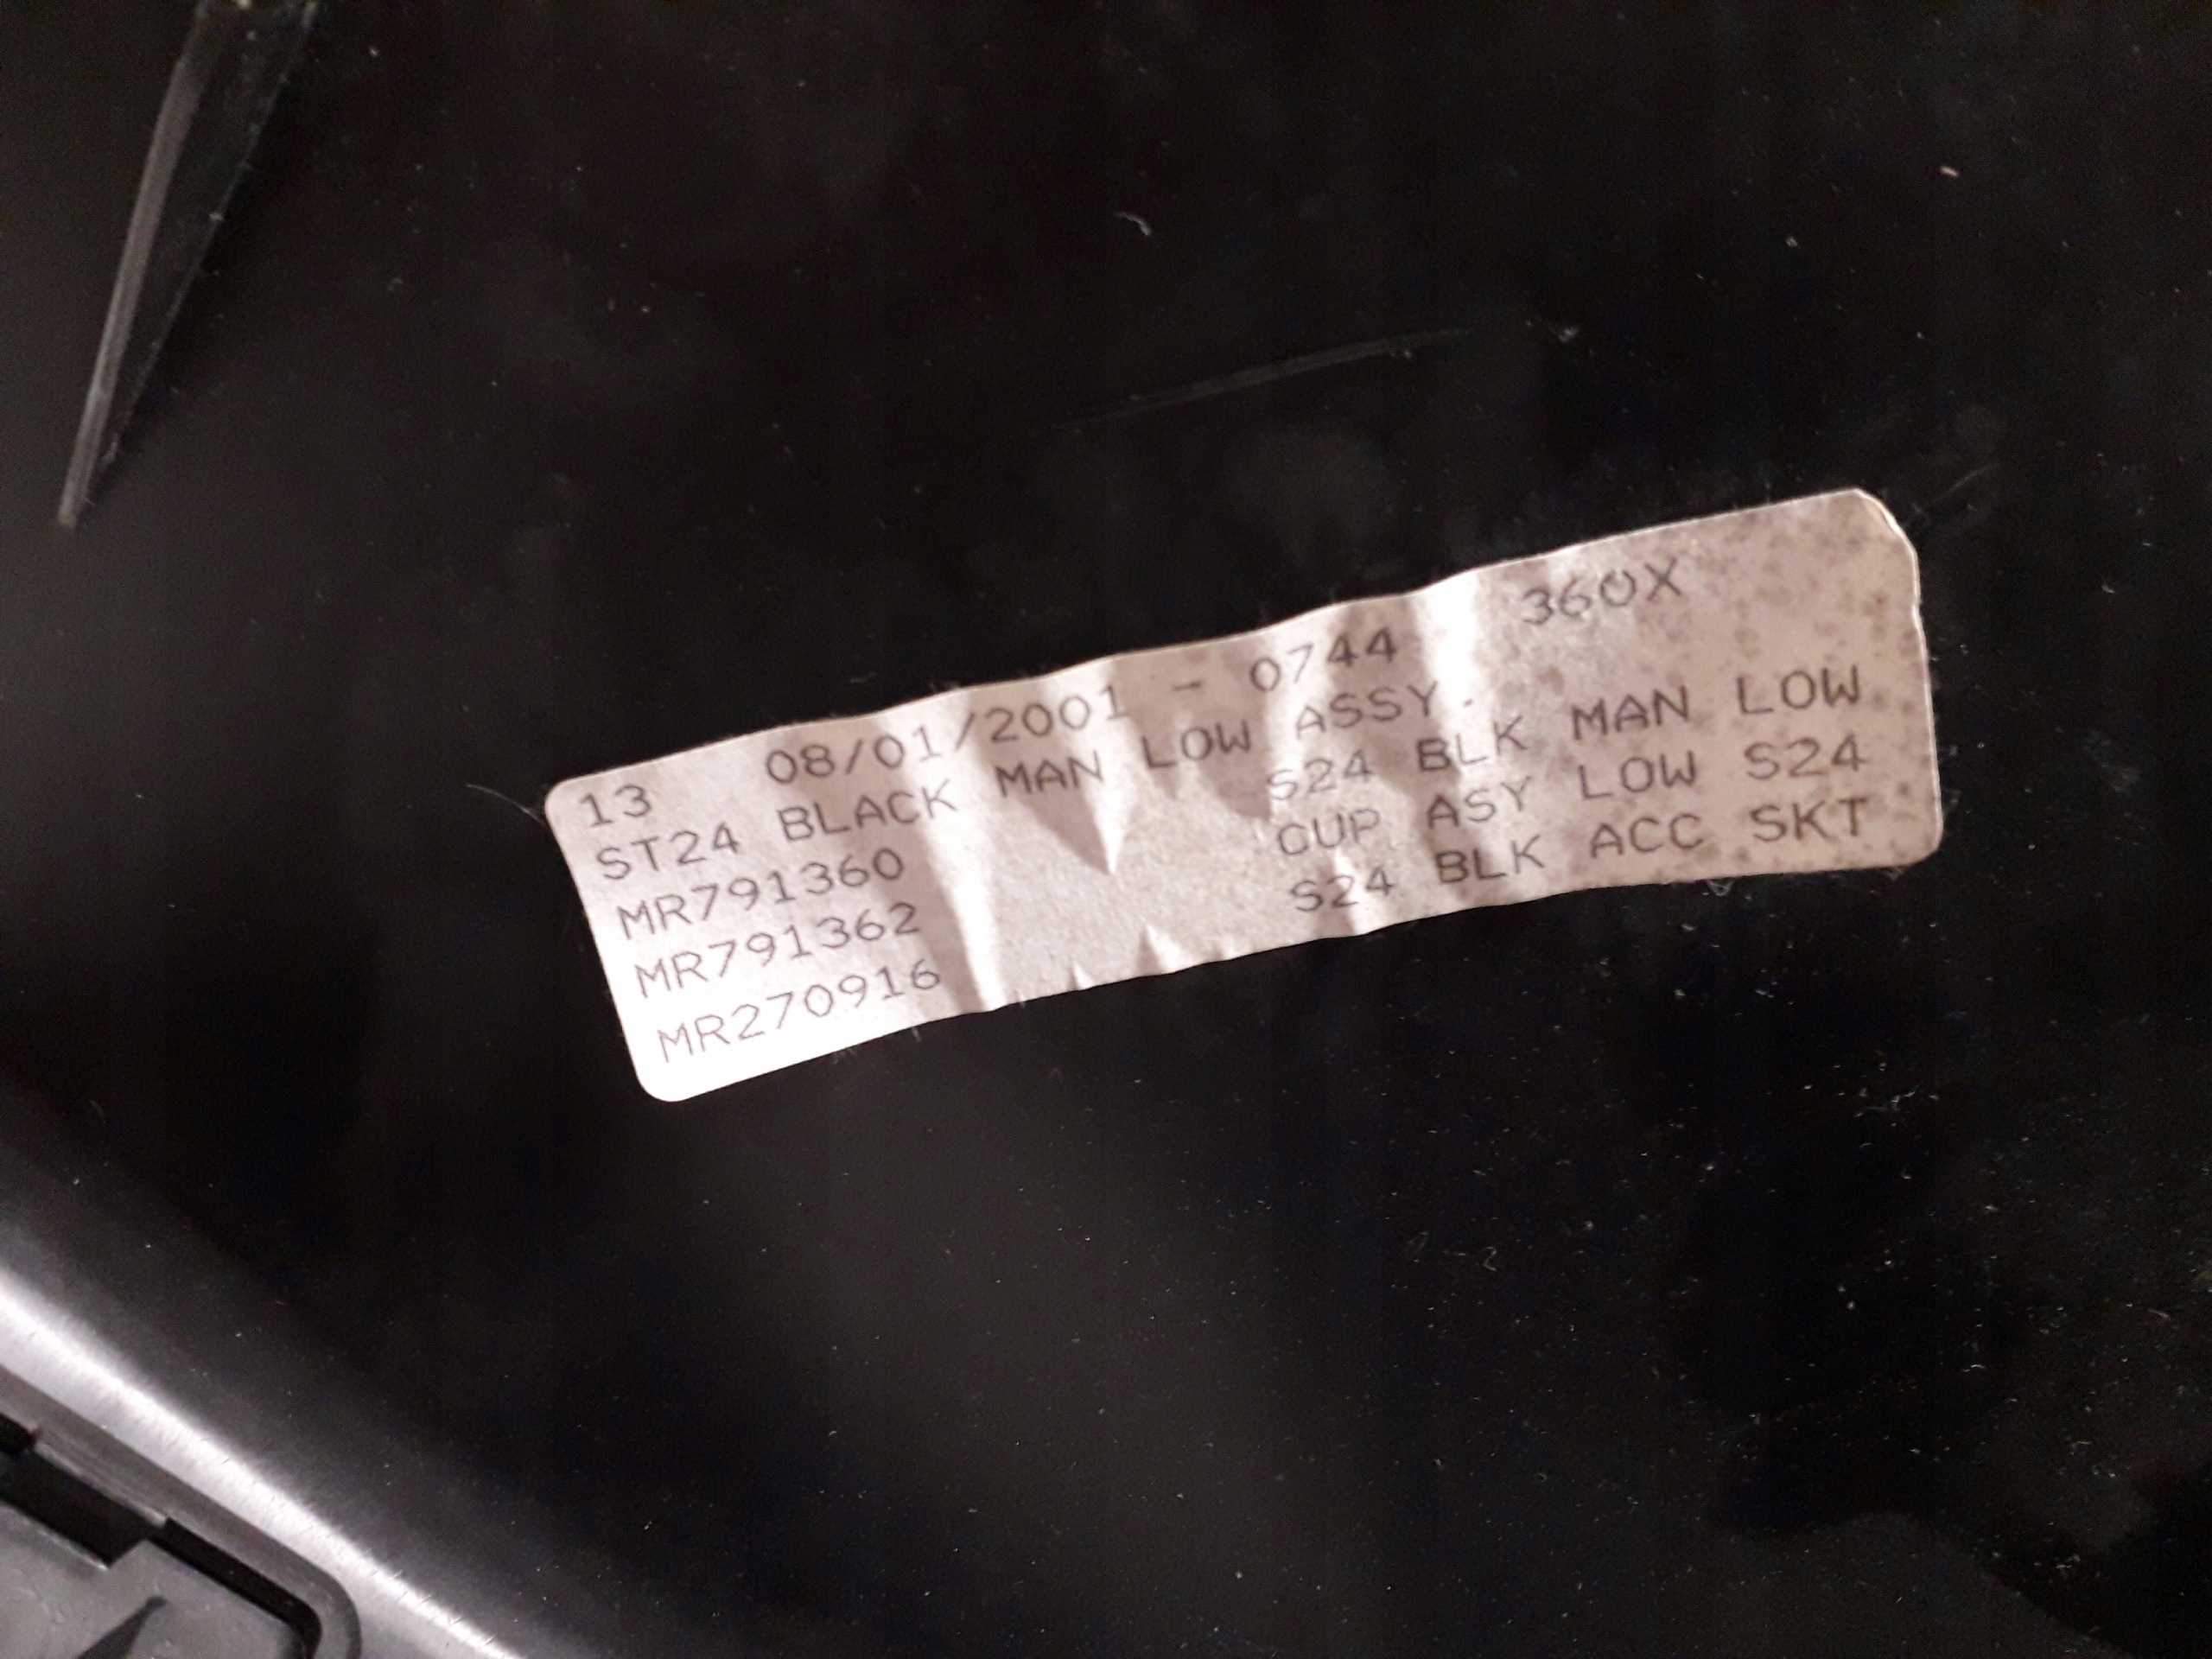 13 08/01/2001 - 0744 360X
ST24 BLACK MAN LOW ASSY.
MR791360 S24 BLK MAN LOW
MR791362 CUP ASY LOW S24
MR270916 S24 BLK ACC SKT